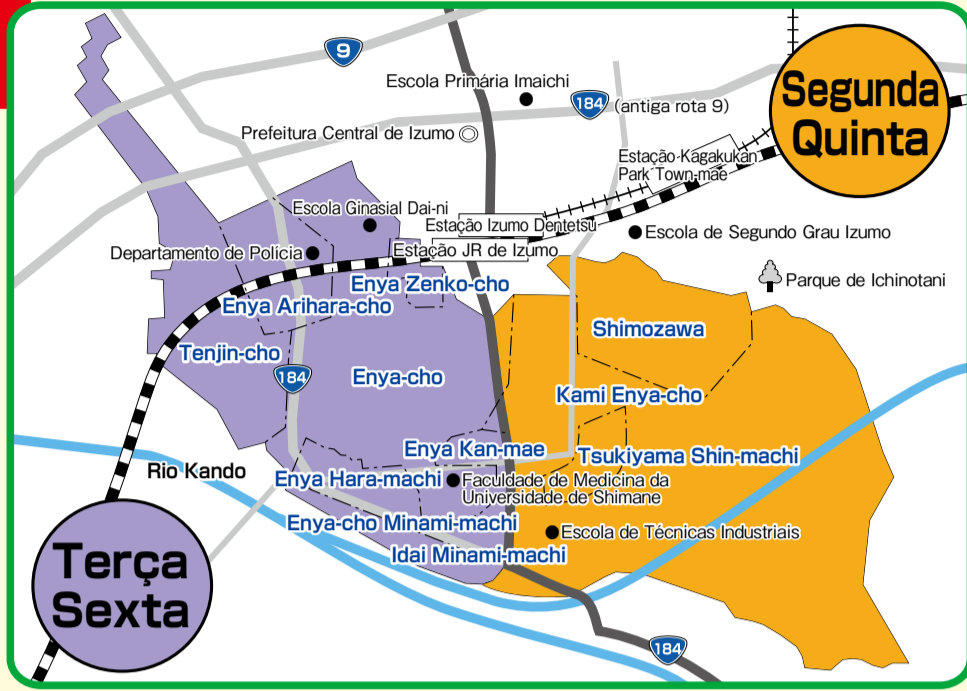 9
Escola Primária Imaichi
184 (antiga rota 9)
Segunda
Quinta
Prefeitura Central de Izumo
Estação Kagakukan
Park Town-mae
Escola Ginasial Dai-ni
Estação Izumo Dentetsu
Escola de Segundo Grau Izumo
Departamento de Polícia
Estação JR de Izumo
Parque de Ichinotani
Enya Zenko-cho
Enya Arihara-cho
Shimozawa
Tenjin-cho
184
Enya-cho
Kami Enya-cho
Enya Kan-mae
Tsukiyama Shin-machi
Rio Kando
Enya Hara-machi
Faculdade de Medicina da
Universidade de Shimane
Enya-cho Minami-machi
Escola de Técnicas Industriais
Idai Minami-machi
Terça
Sexta
184